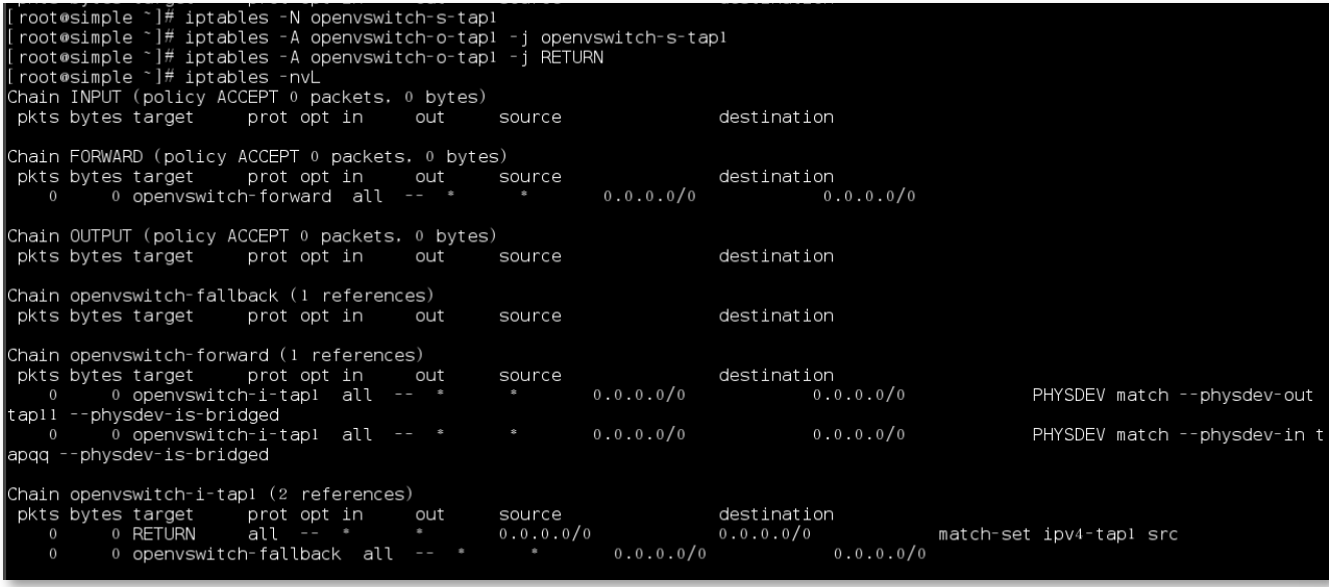 [root@simple ~]# iptables -N openvswitch-s-tap1
[root@simple ~]# iptables -A openvswitch-o-tap1 -j openvswitch-s-tap1
[root@simple ~]# iptables -A openvswitch-o-tap1 -j RETURN
[root@simple ~]# iptables -nvL
Chain INPUT (policy ACCEPT 0 packets, 0 bytes)
pkts bytes target prot opt in out source destination
Chain FORWARD (policy ACCEPT 0 packets, 0 bytes)
pkts bytes target prot opt in out source destination
0 0 openvswitch-forward all -- * * 0.0.0.0/0 0.0.0.0/0
Chain OUTPUT (policy ACCEPT 0 packets, 0 bytes)
pkts bytes target prot opt in out source destination
Chain openvswitch-fallback (1 references)
pkts bytes target prot opt in out source destination
Chain openvswitch-forward (1 references)
pkts bytes target prot opt in out source destination
0 0 openvswitch-i-tap1 all -- * * 0.0.0.0/0 0.0.0.0/0 PHYSDEV match --physdev-out
tap11 --physdev-is-bridged
0 0 openvswitch-i-tap1 all -- * * 0.0.0.0/0 0.0.0.0/0 PHYSDEV match --physdev-in t
apqq --physdev-is-bridged
Chain openvswitch-i-tap1 (2 references)
pkts bytes target prot opt in out source destination
0 0 RETURN all -- * * 0.0.0.0/0 0.0.0.0/0 match-set ipv4-tap1 src
0 0 openvswitch-fallback all -- * * 0.0.0.0/0 0.0.0.0/0